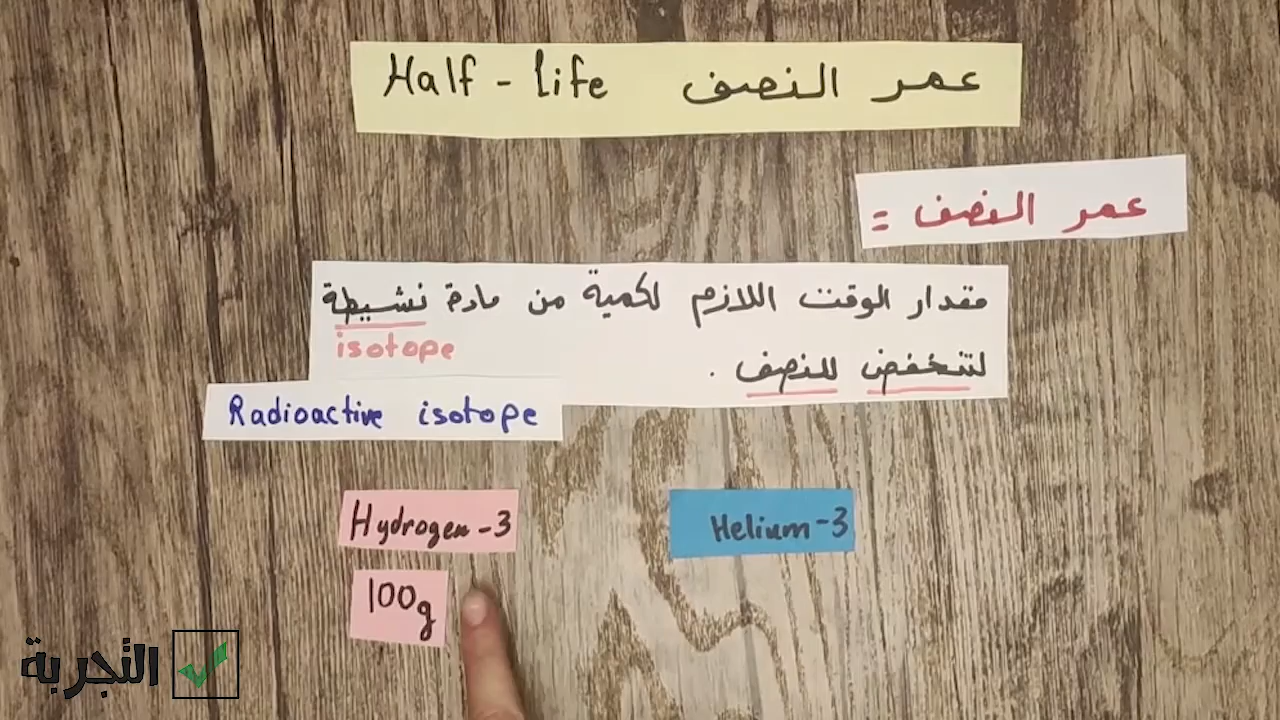 Half - life عمر النصف
عمر النصف =
مقدار الوقت اللازم لكمية من مادة نشيطة
isotope
لتنخفض للنصف .
Radioactive isotope
Hydrogen - 3
Helium - 3
100g
التجربة